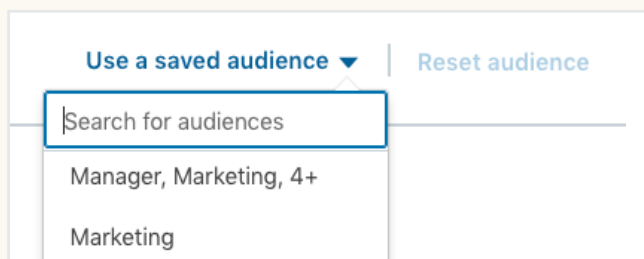 Use a saved audience Reset audience
Search for audiences
Manager, Marketing, 4+
Marketing